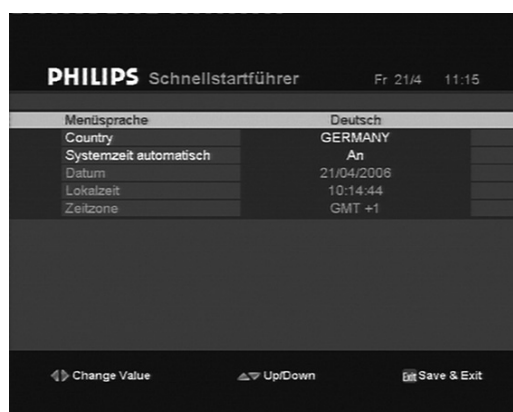 PHILIPS Schnellstartführer Fr 21/4 11:15
Menüsprache Deutsch
Country GERMANY
Systemzeit automatisch An
Datum 21/04/2006
Lokalzeit 10:14:44
Zeitzone GMT +1
Change Value Up/Down Exit Save & Exit